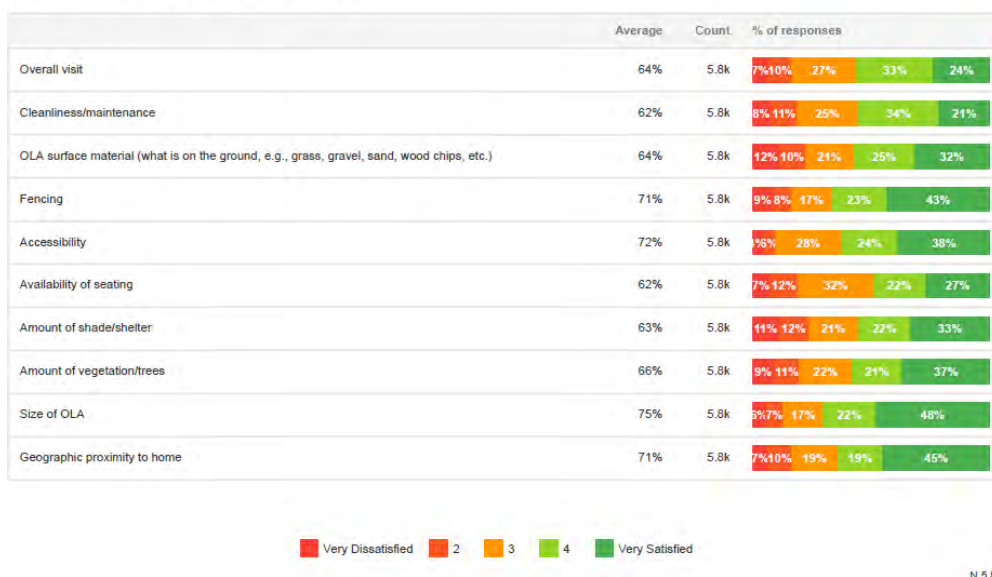 Average Count % of responses
Overall visit 64% 5.8k 7% 10% 27% 33% 24%
Cleanliness/maintenance 62% 5.8k 8% 11% 25% 34% 21%
OLA surface material (what is on the ground, e.g., grass, gravel, sand, wood chips, etc.) 64% 5.8k 12% 10% 21% 25% 32%
Fencing 71% 5.8k 9% 8% 17% 23% 43%
Accessibility 72% 5.8k 6% 28% 24% 38%
Availability of seating 62% 5.8k 7% 12% 32% 22% 27%
Amount of shade/shelter 63% 5.8k 11% 12% 21% 22% 33%
Amount of vegetation/trees 66% 5.8k 9% 11% 22% 21% 37%
Size of OLA 75% 5.8k 7% 17% 22% 48%
Geographic proximity to home 71% 5.8k 7% 10% 19% 19% 45%
Very Dissatisfied 2 3 4 Very Satisfied